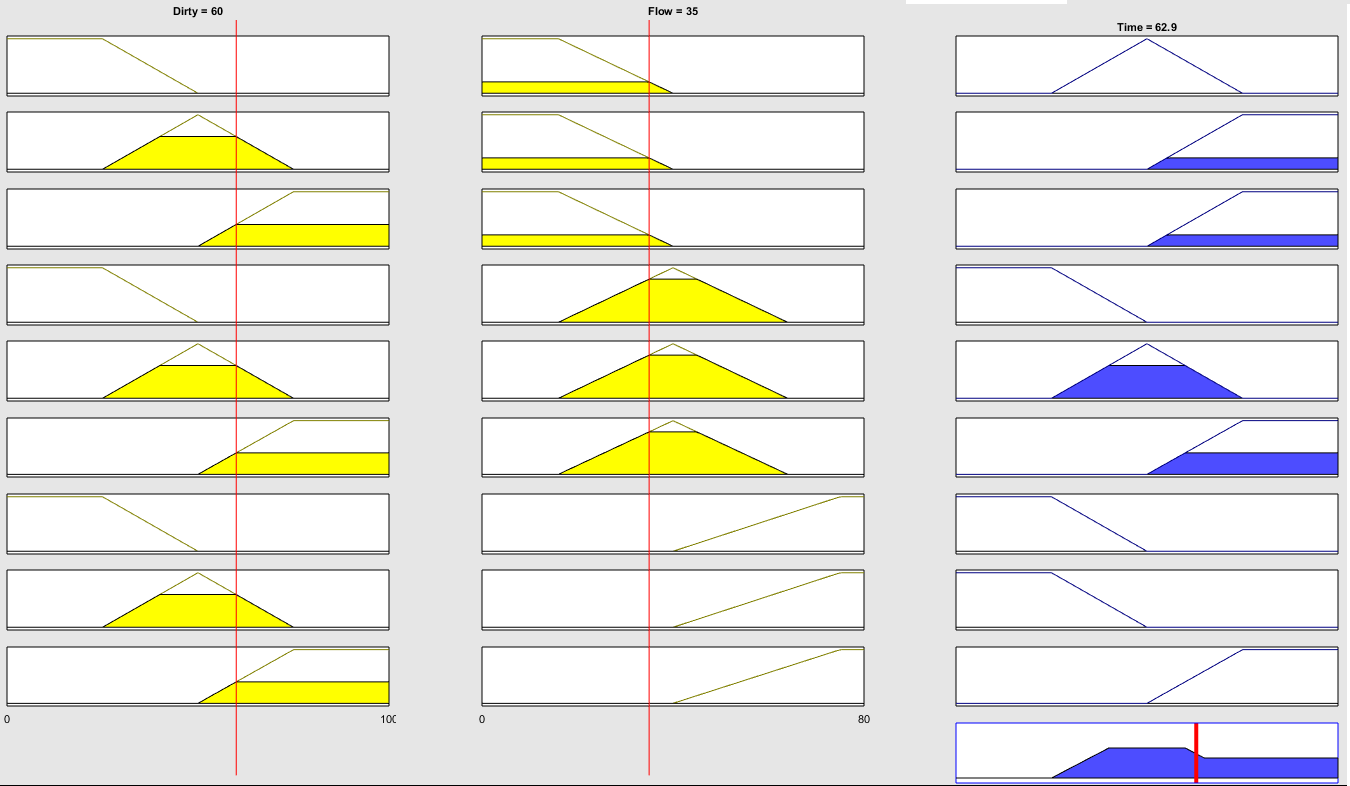 Dirty = 60
Flow = 35
Time = 62.9
0
100
0
80